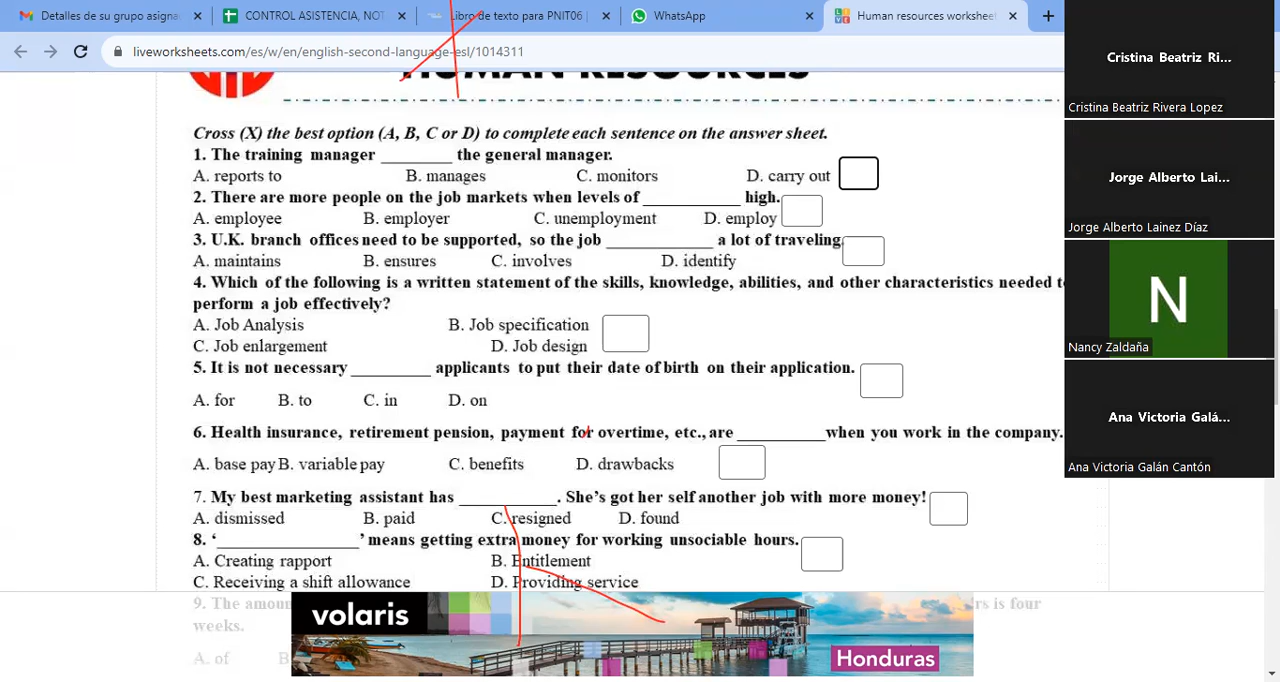 Detalles de su grupo asigna
CONTROL ASISTENCIA, NOT
Libro de texto para PNIT06
WhatsApp
Human resources worksheet
liveworksheets.com/es/w/en/english-second-language-esl/1014311
HUMAN RESOURCES
Cross (X) the best option (A, B, C or D) to complete each sentence on the answer sheet.
1. The training manager ________ the general manager.
A. reports to B. manages C. monitors D. carry out
2. There are more people on the job markets when levels of ___________ high.
A. employee B. employer C. unemployment D. employ
3. U.K. branch offices need to be supported, so the job ____________ a lot of traveling.
A. maintains B. ensures C. involves D. identify
4. Which of the following is a written statement of the skills, knowledge, abilities, and other characteristics needed to
perform a job effectively?
A. Job Analysis B. Job specification
C. Job enlargement D. Job design
5. It is not necessary _________ applicants to put their date of birth on their application.
A. for B. to C. in D. on
6. Health insurance, retirement pension, payment for overtime, etc., are __________when you work in the company.
A. base pay B. variable pay C. benefits D. drawbacks
7. My best marketing assistant has ___________. She’s got her self another job with more money!
A. dismissed B. paid C. resigned D. found
8. ‘________________’ means getting extra money for working unsociable hours.
A. Creating rapport B. Entitlement
C. Receiving a shift allowance D. Providing service
9. The amoun
rs is four
weeks.
A. of B
volaris
Honduras
Cristina Beatriz Ri...
Cristina Beatriz Rivera Lopez
Jorge Alberto Lai...
Jorge Alberto Lainez Díaz
N
Nancy Zaldaña
Ana Victoria Galá...
Ana Victoria Galán Cantón